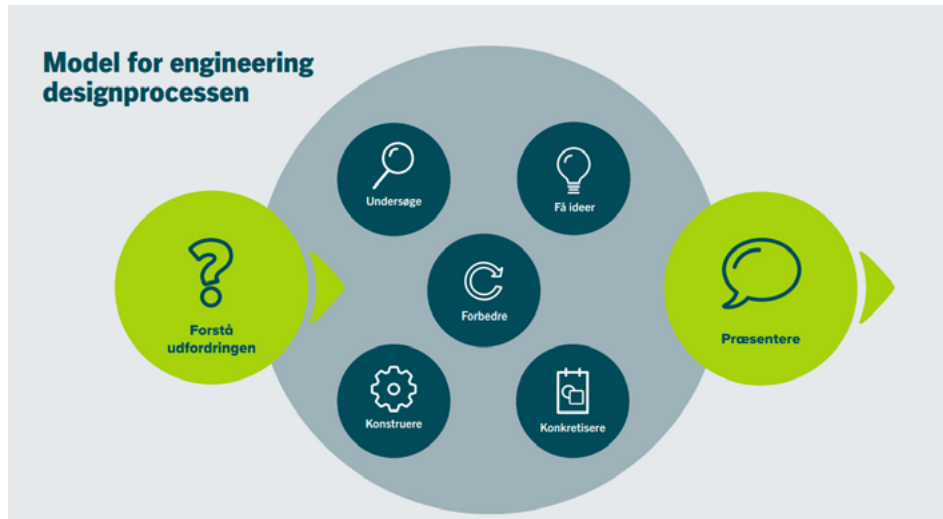 Model for engineering
designprocessen
Undersøge
Få ideer
Forstå
udfordringen
Forbedre
Præsentere
Konstruere
Konkretisere